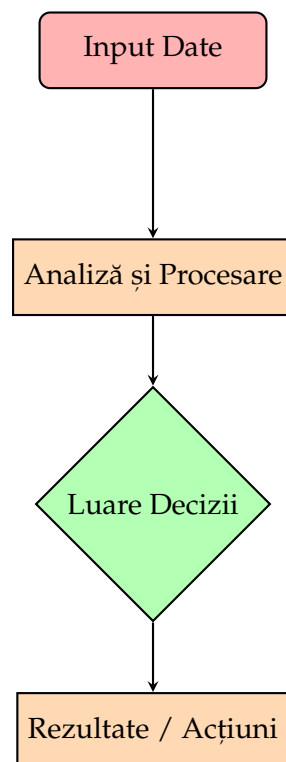 Input Date
Analiză și Procesare
Luare Decizii
Rezultate / Acțiuni